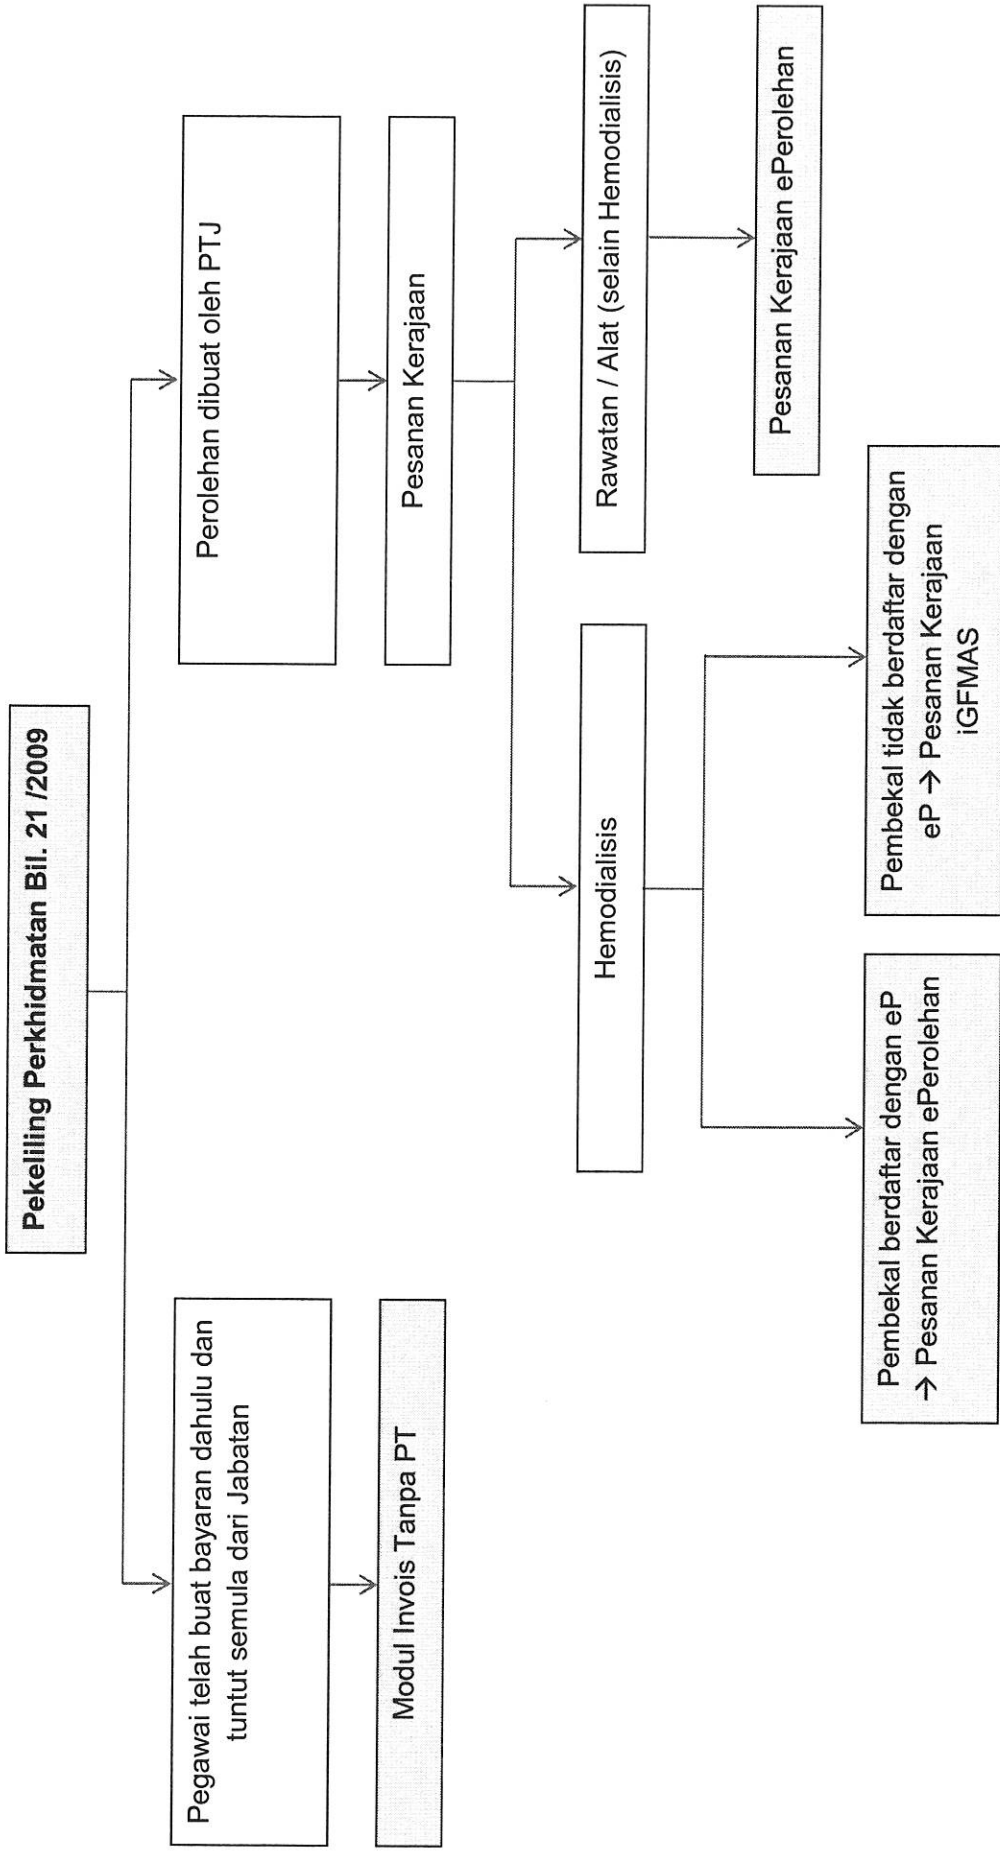 Pekeliling Perkhidmatan Bil. 21 /2009
Pegawai telah buat bayaran dahulu dan
tuntut semula dari Jabatan
Modul Invois Tanpa PT
Perolehan dibuat oleh PTJ
Pesanan Kerajaan
Hemodialisis
Rawatan / Alat (selain Hemodialisis)
Pembekal berdaftar dengan eP
→ Pesanan Kerajaan ePerolehan
Pembekal tidak berdaftar dengan
eP → Pesanan Kerajaan
iGFMAS
Pesanan Kerajaan ePerolehan